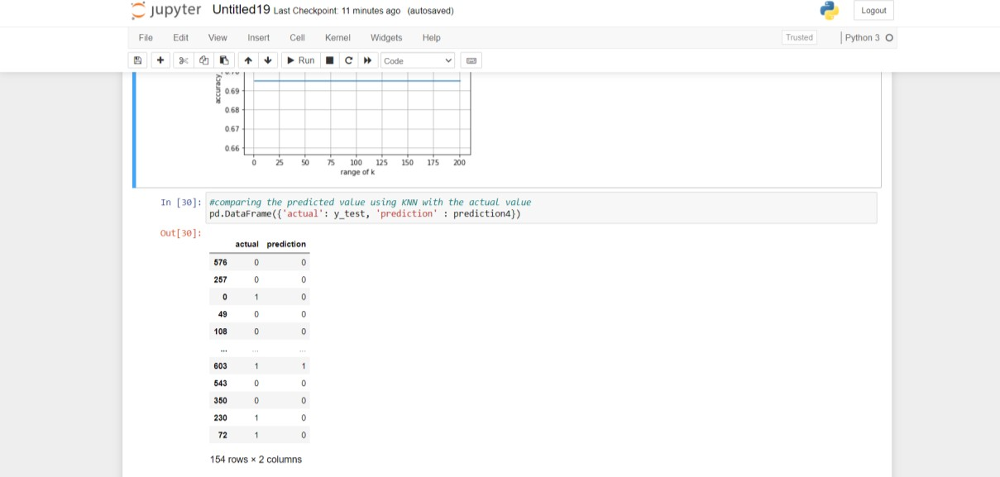 jupyter Untitled19 Last Checkpoint: 11 minutes ago (autosaved) Logout
File Edit View Insert Cell Kernel Widgets Help Trusted Python 3
Run Code
accuracy
0.69
0.68
0.67
0.66
0 25 50 75 100 125 150 175 200
range of k
In [30]: #comparing the predicted value using KNN with the actual value
pd.DataFrame({'actual': y_test, 'prediction' : prediction4})
Out[30]:
actual prediction
576 0 0
257 0 0
0 1 0
49 0 0
108 0 0
... ... ...
603 1 1
543 0 0
350 0 0
230 1 0
72 1 0
154 rows × 2 columns